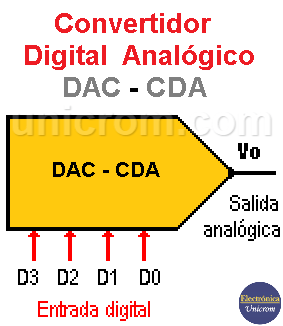 Convertidor
Digital Analógico
DAC - CDA
unicrom.com
DAC - CDA
Vo
Salida
analógica
D3 D2 D1 D0
Entrada digital
Electrónica
Unicrom